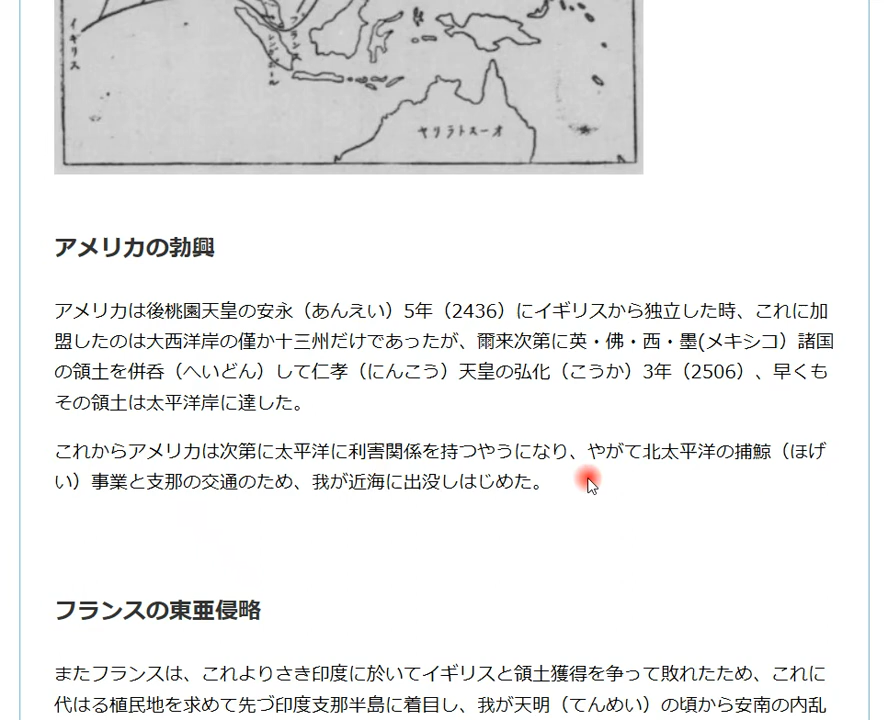 イギリス
フランス
シンガポール
ヤリラトスーオ
アメリカの勃興
アメリカは後桃園天皇の安永（あんえい）5年（2436）にイギリスから独立した時、これに加
盟したのは大西洋岸の僅か十三州だけであったが、爾来次第に英・佛・西・墨(メキシコ）諸国
の領土を併呑（へいどん）して仁孝（にんこう）天皇の弘化（こうか）3年（2506）、早くも
その領土は太平洋岸に達した。
これからアメリカは次第に太平洋に利害関係を持つやうになり、やがて北太平洋の捕鯨（ほげ
い）事業と支那の交通のため、我が近海に出没しはじめた。
フランスの東亜侵略
またフランスは、これよりさき印度に於いてイギリスと領土獲得を争って敗れたため、これに
代はる植民地を求めて先づ印度支那半島に着目し、我が天明（てんめい）の頃から安南の内乱